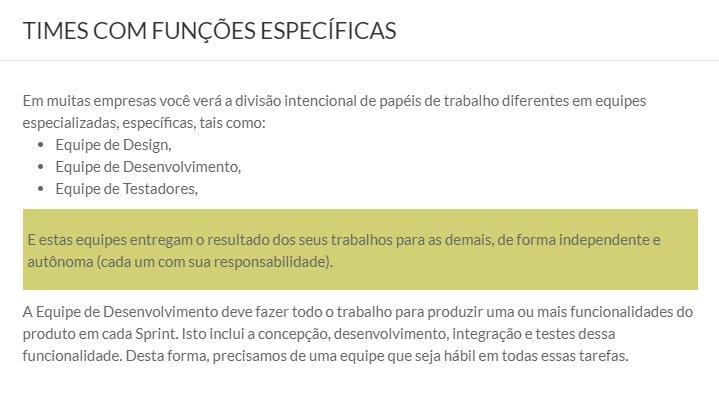 TIMES COM FUNÇÕES ESPECÍFICAS
Em muitas empresas você verá a divisão intencional de papéis de trabalho diferentes em equipes
especializadas, específicas, tais como:
• Equipe de Design,
• Equipe de Desenvolvimento,
• Equipe de Testadores,
E estas equipes entregam o resultado dos seus trabalhos para as demais, de forma independente e
autônoma (cada um com sua responsabilidade).
A Equipe de Desenvolvimento deve fazer todo o trabalho para produzir uma ou mais funcionalidades do
produto em cada Sprint. Isto inclui a concepção, desenvolvimento, integração e testes dessa
funcionalidade. Desta forma, precisamos de uma equipe que seja hábil em todas essas tarefas.